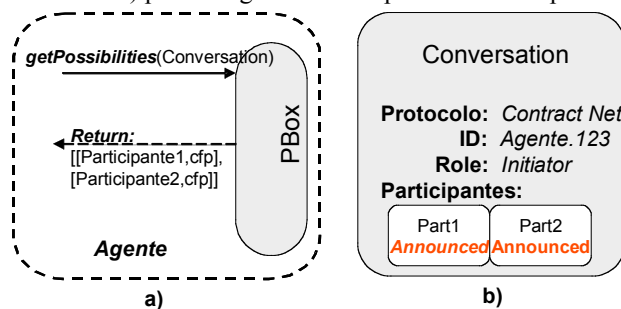 getPossibilities(Conversation)
Return:
[[Participante1,cfp],
[Participante2,cfp]]
PBox
Agente
a)
Conversation
Protocolo: Contract Net
ID: Agente.123
Role: Initiator
Participantes:
Part1 Part2
Announced Announced
b)